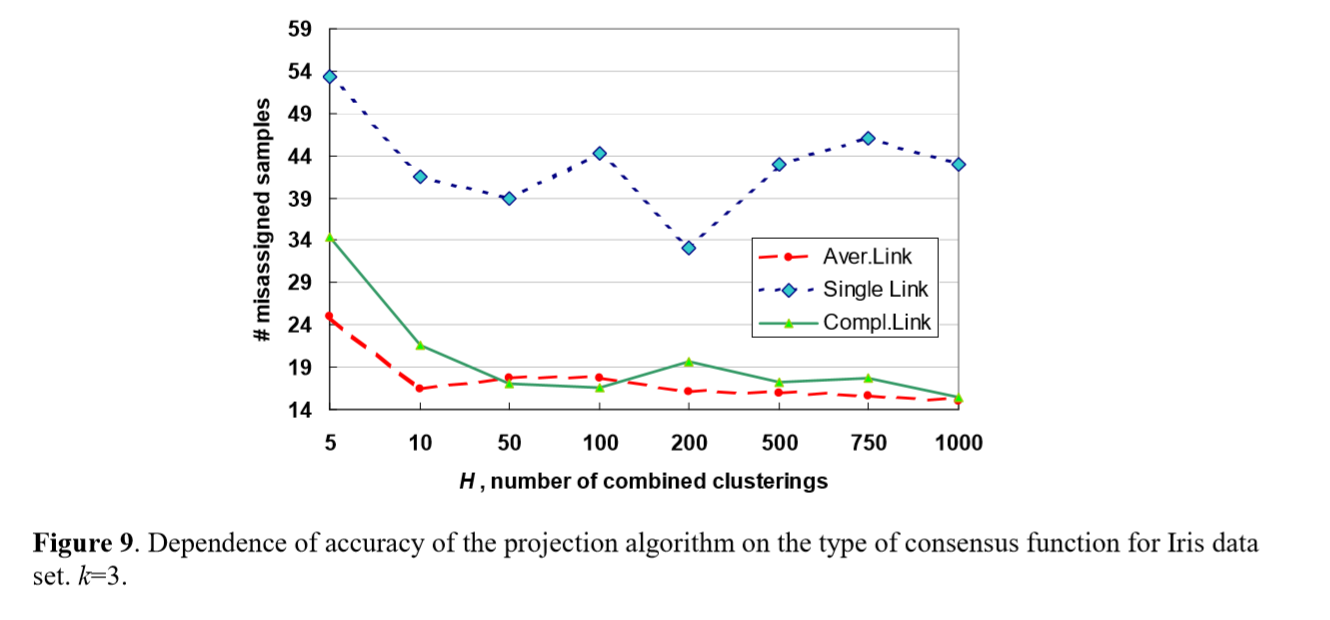 59
54
49
44
39
34
29
24
19
14
# misassigned samples
Aver.Link
Single Link
Compl.Link
5 10 50 100 200 500 750 1000
H , number of combined clusterings
Figure 9. Dependence of accuracy of the projection algorithm on the type of consensus function for Iris data
set. k=3.